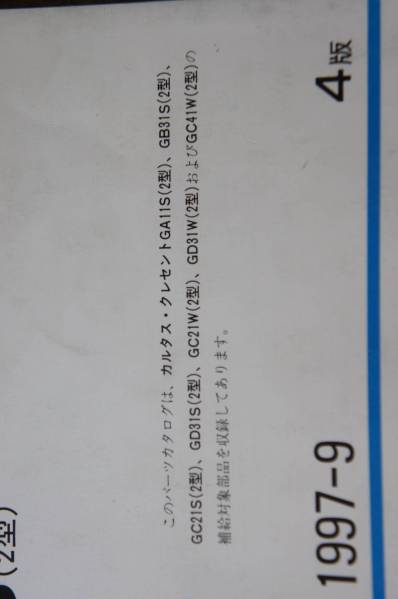 (2型)
このパーツカタログは、カルタス・クレセントGA11S(2型)、GB31S(2型)、
GC21S(2型)、GD31S(2型)、GC21W(2型)、GD31W(2型)およびGC41W(2型)の
補給対象部品を収録してあります。
1997-9
4版